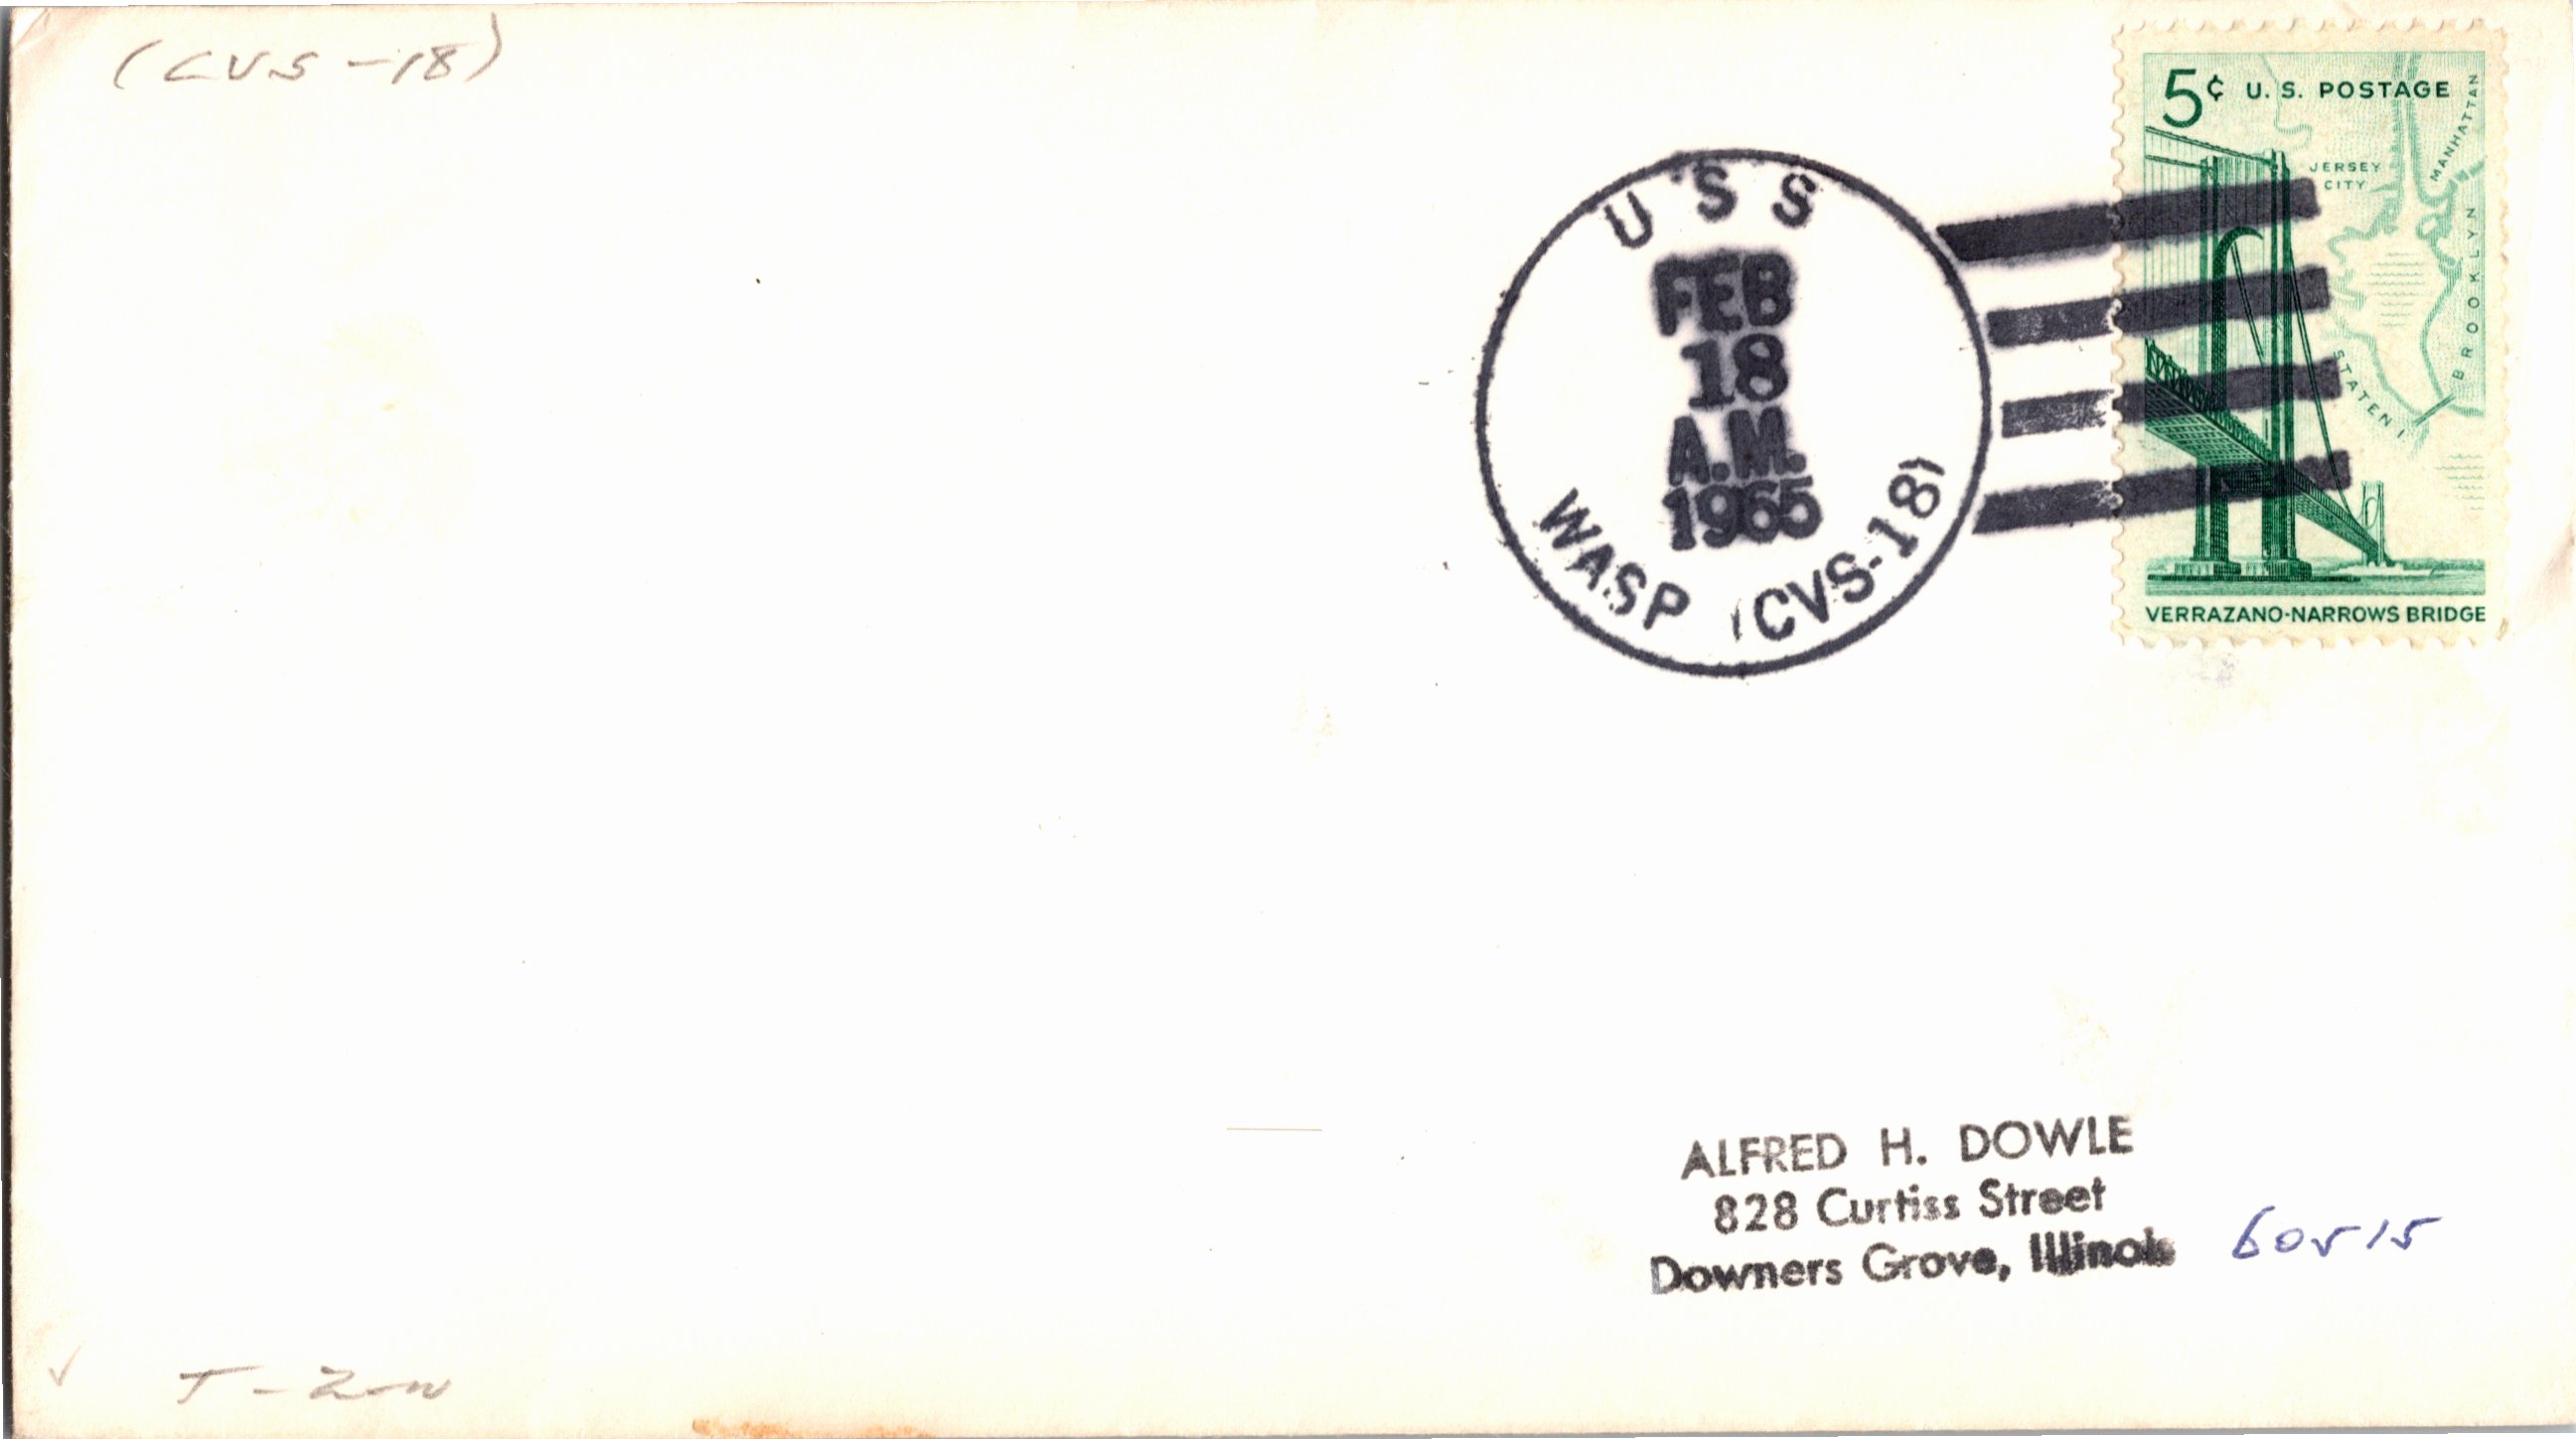 (CVS-18)
5¢ U. S. POSTAGE
MANHATTAN
JERSEY
CITY
BROOKLYN
STATEN I.
VERRAZANO-NARROWS BRIDGE
USS
FEB
18
A.M.
1965
WASP (CVS-18)
ALFRED H. DOWLE
828 Curtiss Street
Downers Grove, Illinois 60515